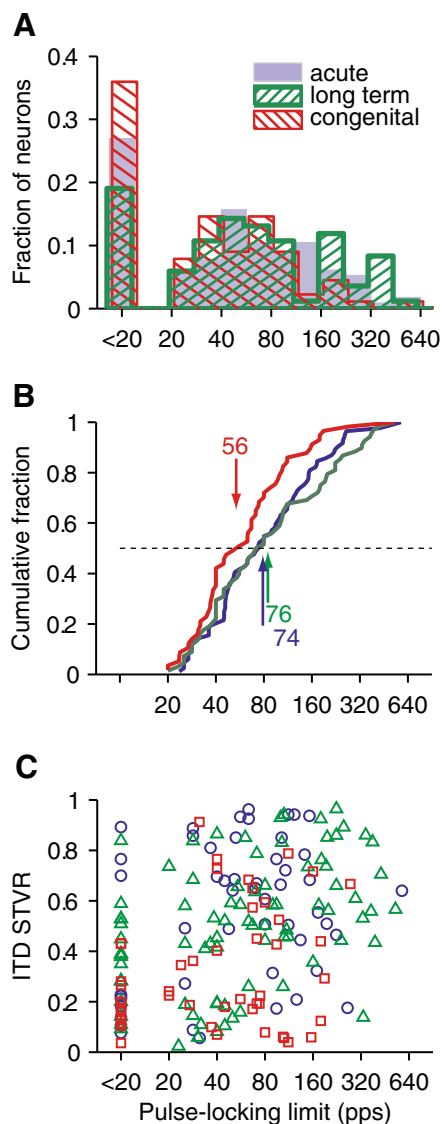 A
0.4
0.3
0.2
0.1
0
Fraction of neurons
acute
long term
congenital
<20 20 40 80 160 320 640
B
1
0.8
0.6
0.4
0.2
0
Cumulative fraction
56
76
74
20 40 80 160 320 640
C
1
0.8
0.6
0.4
0.2
0
ITD STVR
<20 20 40 80 160 320 640
Pulse-locking limit (pps)